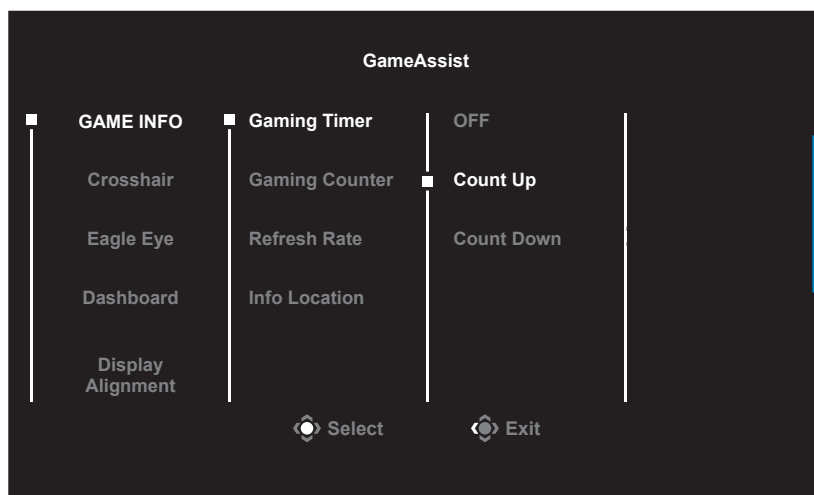 GameAssist
GAME INFO
Gaming Timer
OFF
Crosshair
Gaming Counter
Count Up
Eagle Eye
Refresh Rate
Count Down
Dashboard
Info Location
Display
Alignment
Select
Exit